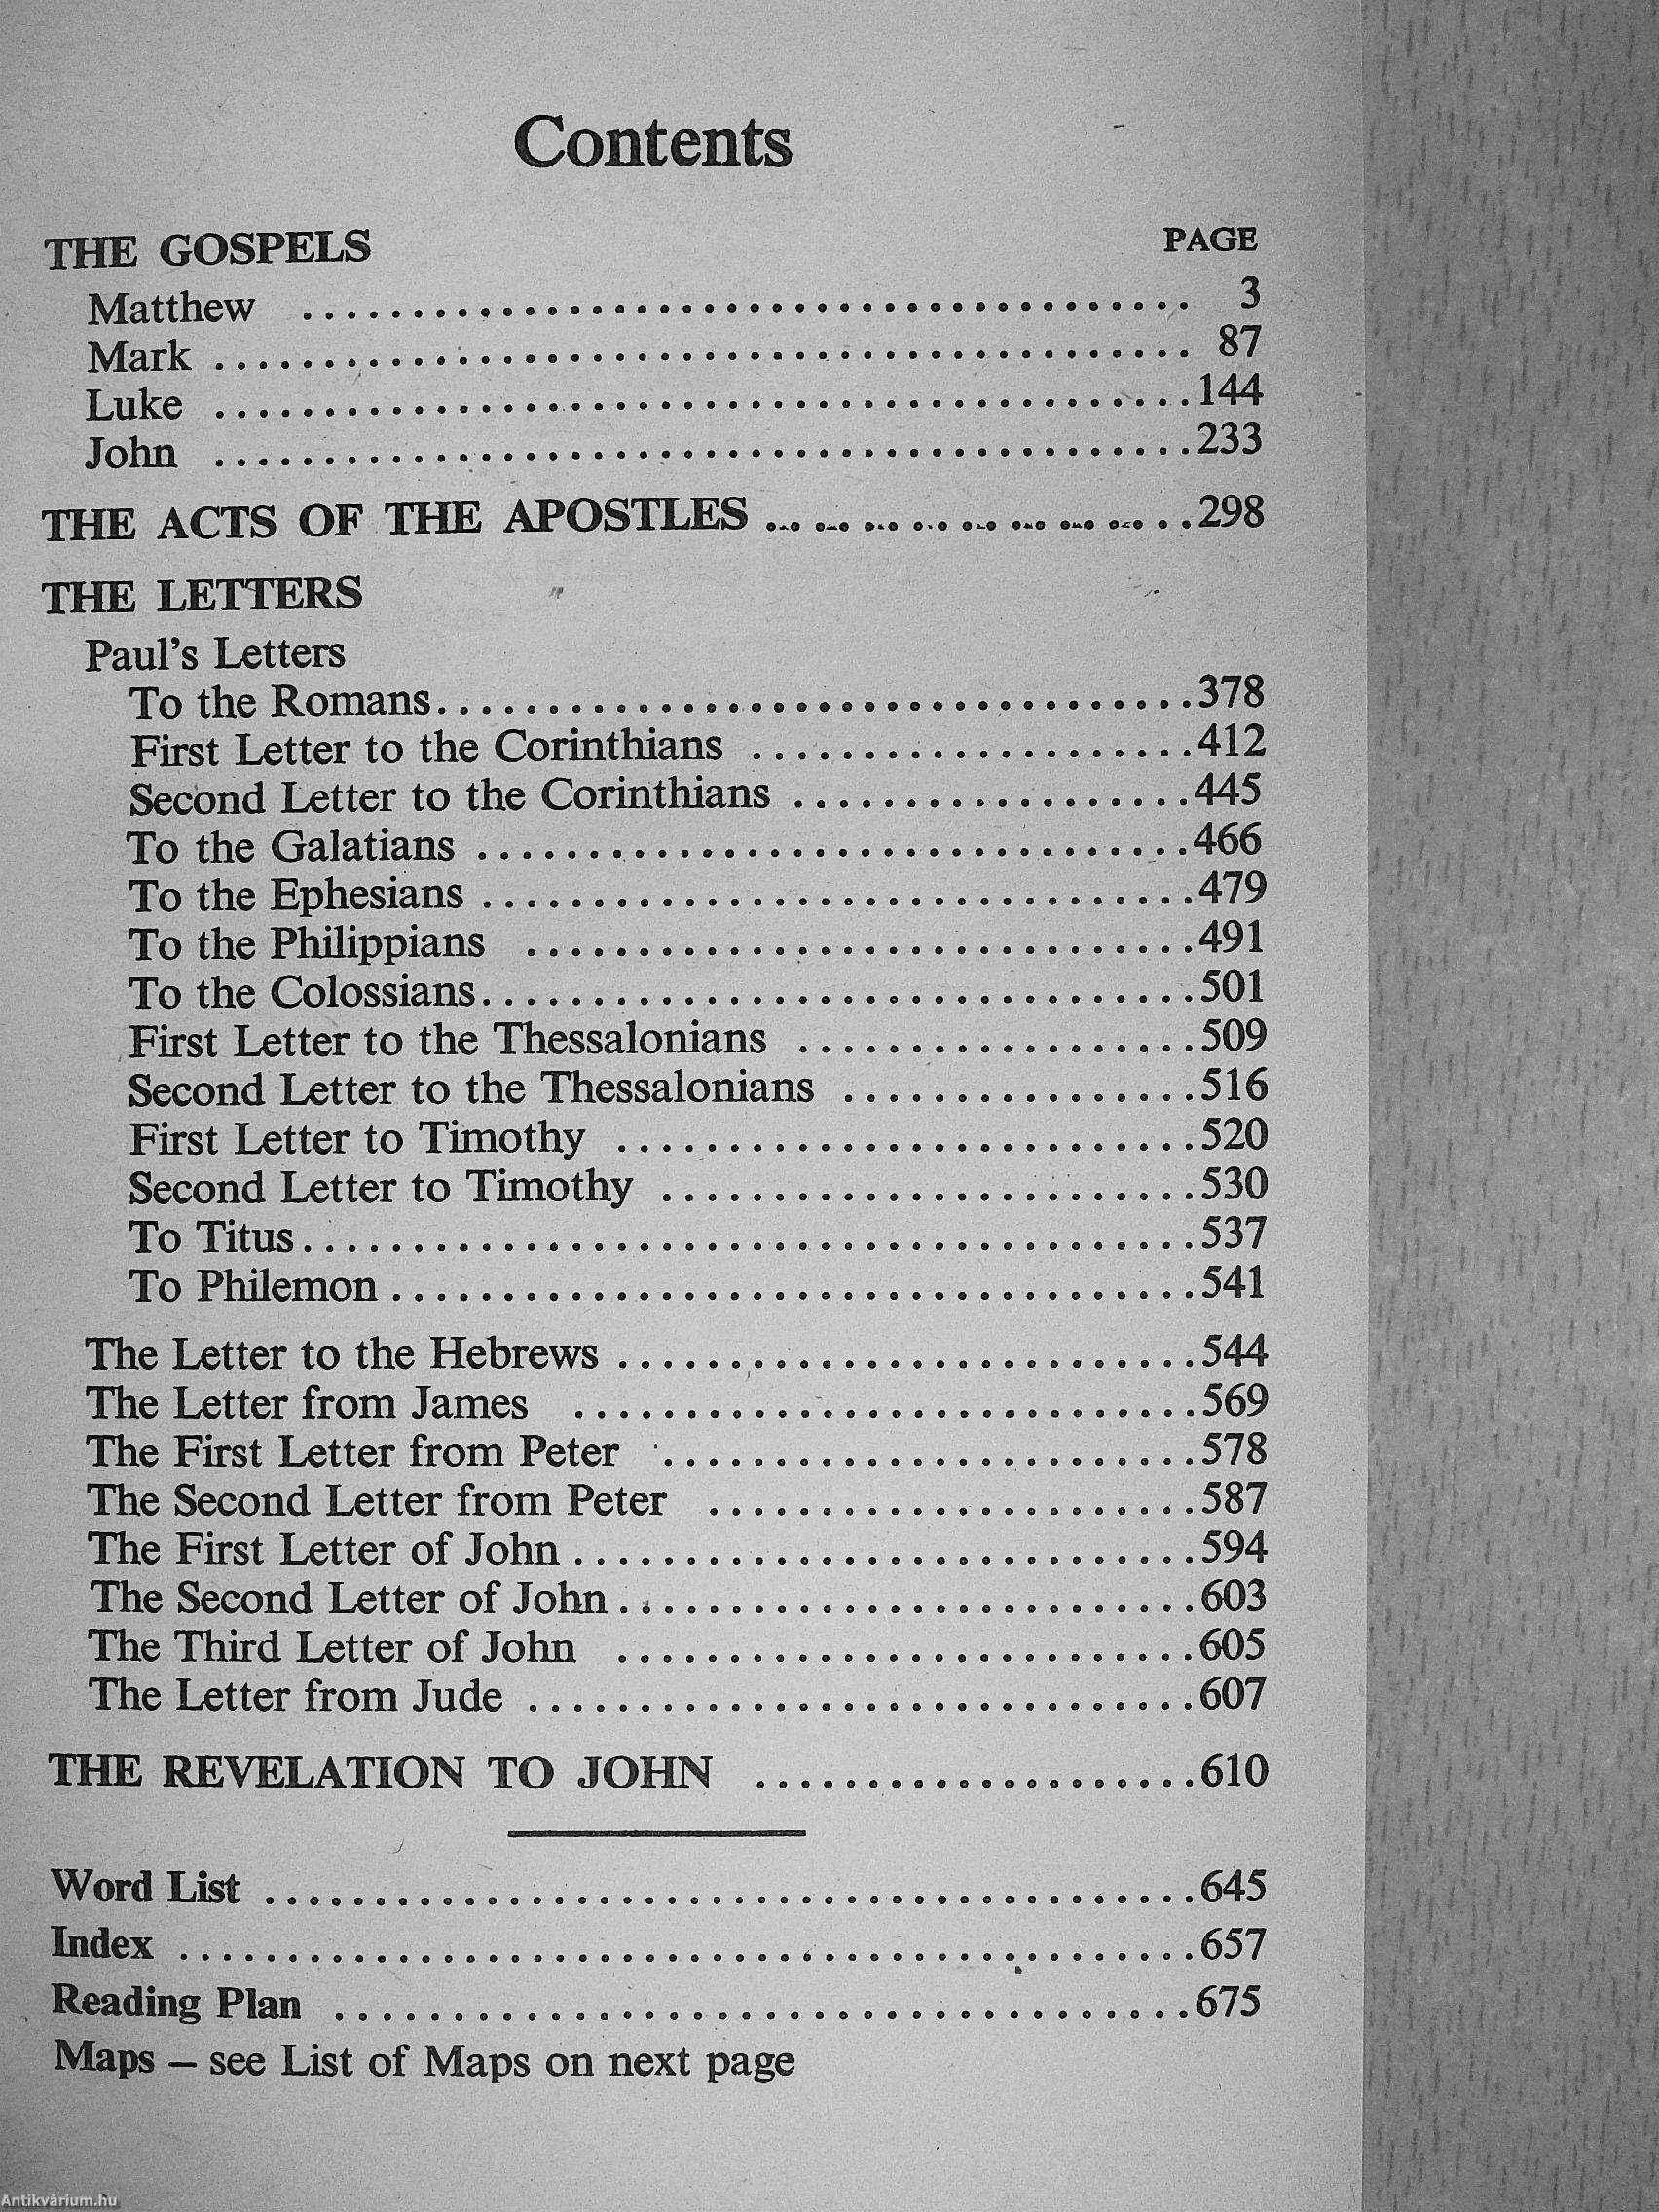 Contents
THE GOSPELS PAGE
Matthew ........................................ 3
Mark ............................................ 87
Luke ............................................144
John ............................................233
THE ACTS OF THE APOSTLES ..........................298
THE LETTERS
Paul's Letters
To the Romans..................................378
First Letter to the Corinthians ....................412
Second Letter to the Corinthians ..................445
To the Galatians ................................466
To the Ephesians ................................479
To the Philippians ..............................491
To the Colossians................................501
First Letter to the Thessalonians ..................509
Second Letter to the Thessalonians ................516
First Letter to Timothy ..........................520
Second Letter to Timothy ........................530
To Titus........................................537
To Philemon ....................................541
The Letter to the Hebrews ..........................544
The Letter from James ............................569
The First Letter from Peter ........................578
The Second Letter from Peter ......................587
The First Letter of John............................594
The Second Letter of John..........................603
The Third Letter of John ..........................605
The Letter from Jude ..............................607
THE REVELATION TO JOHN ....................610
Word List ..........................................645
Index ..............................................657
Reading Plan ......................................675
Maps – see List of Maps on next page
Antikvárium.hu